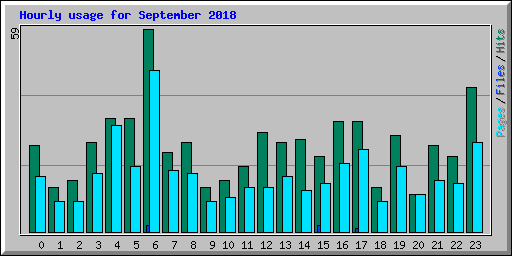 Hourly usage for September 2018
59
Pages/Files/Hits
0 1 2 3 4 5 6 7 8 9 10 11 12 13 14 15 16 17 18 19 20 21 22 23